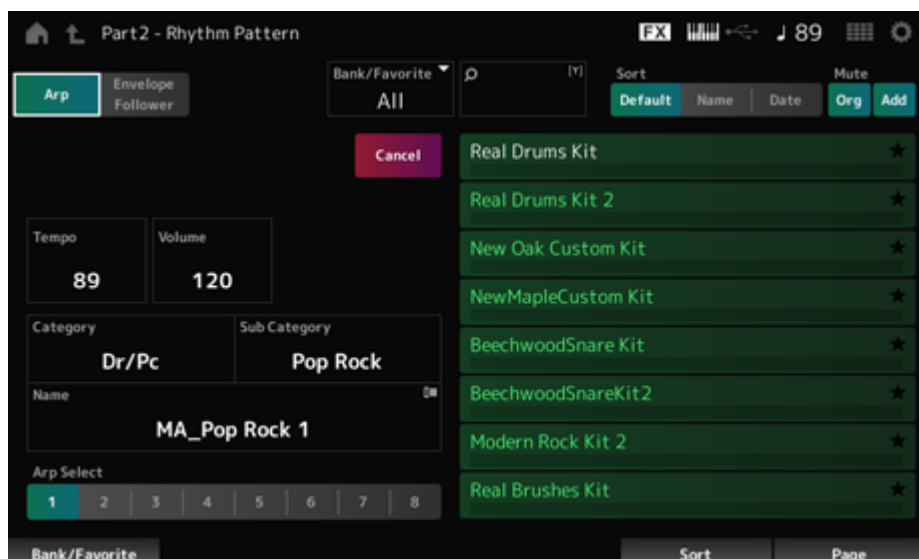 Part2 - Rhythm Pattern
FX
89
Arp
Envelope Follower
Bank/Favorite
All
[Y]
Sort
Default Name Date
Mute
Org Add
Cancel
Tempo
89
Volume
120
Category
Dr/Pc
Sub Category
Pop Rock
Name
MA_Pop Rock 1
Arp Select
1 2 3 4 5 6 7 8
Real Drums Kit
Real Drums Kit 2
New Oak Custom Kit
NewMapleCustom Kit
BeechwoodSnare Kit
BeechwoodSnareKit2
Modern Rock Kit 2
Real Brushes Kit
Bank/Favorite
Sort
Page